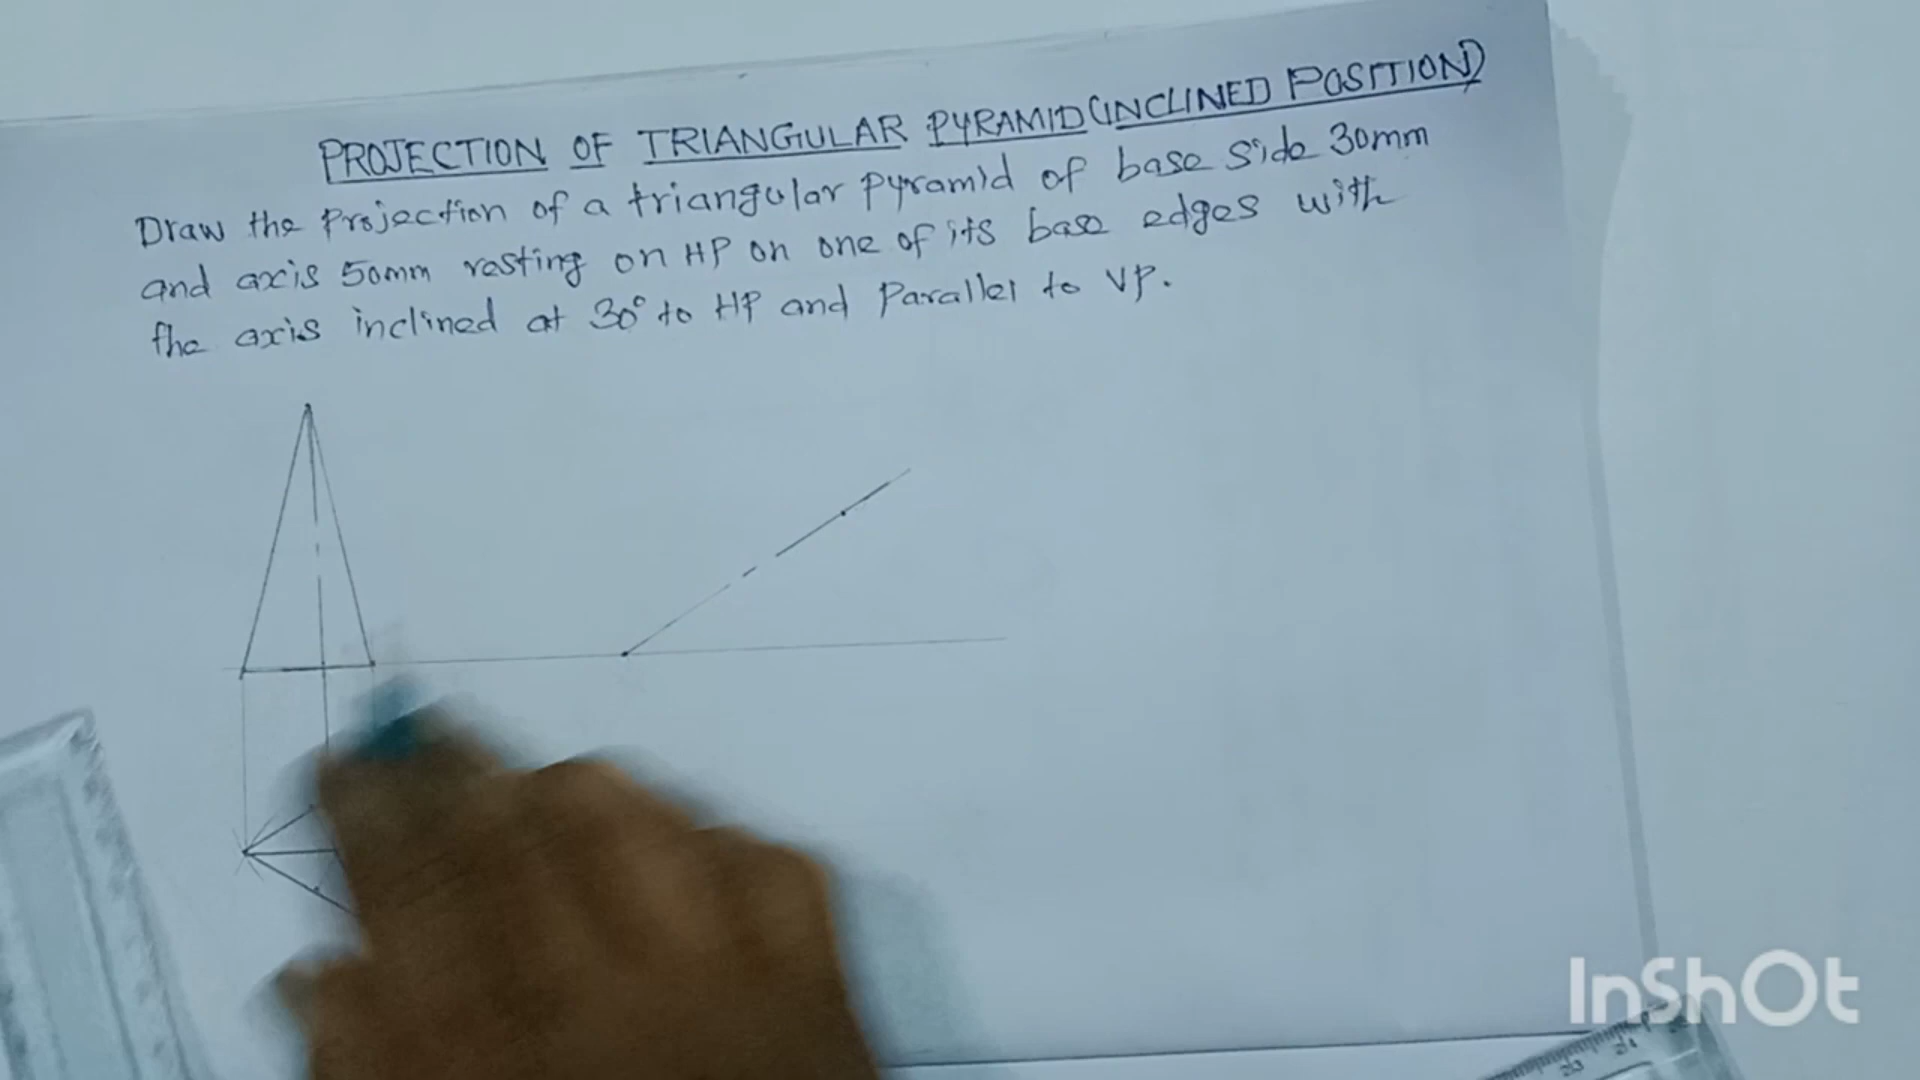 PROJECTION OF TRIANGULAR PYRAMID (INCLINED POSITION)
Draw the Projection of a triangular pyramid of base side 30mm
and axis 50mm resting on HP on one of its base edges with
the axis inclined at 30° to HP and Parallel to VP.
InShOt